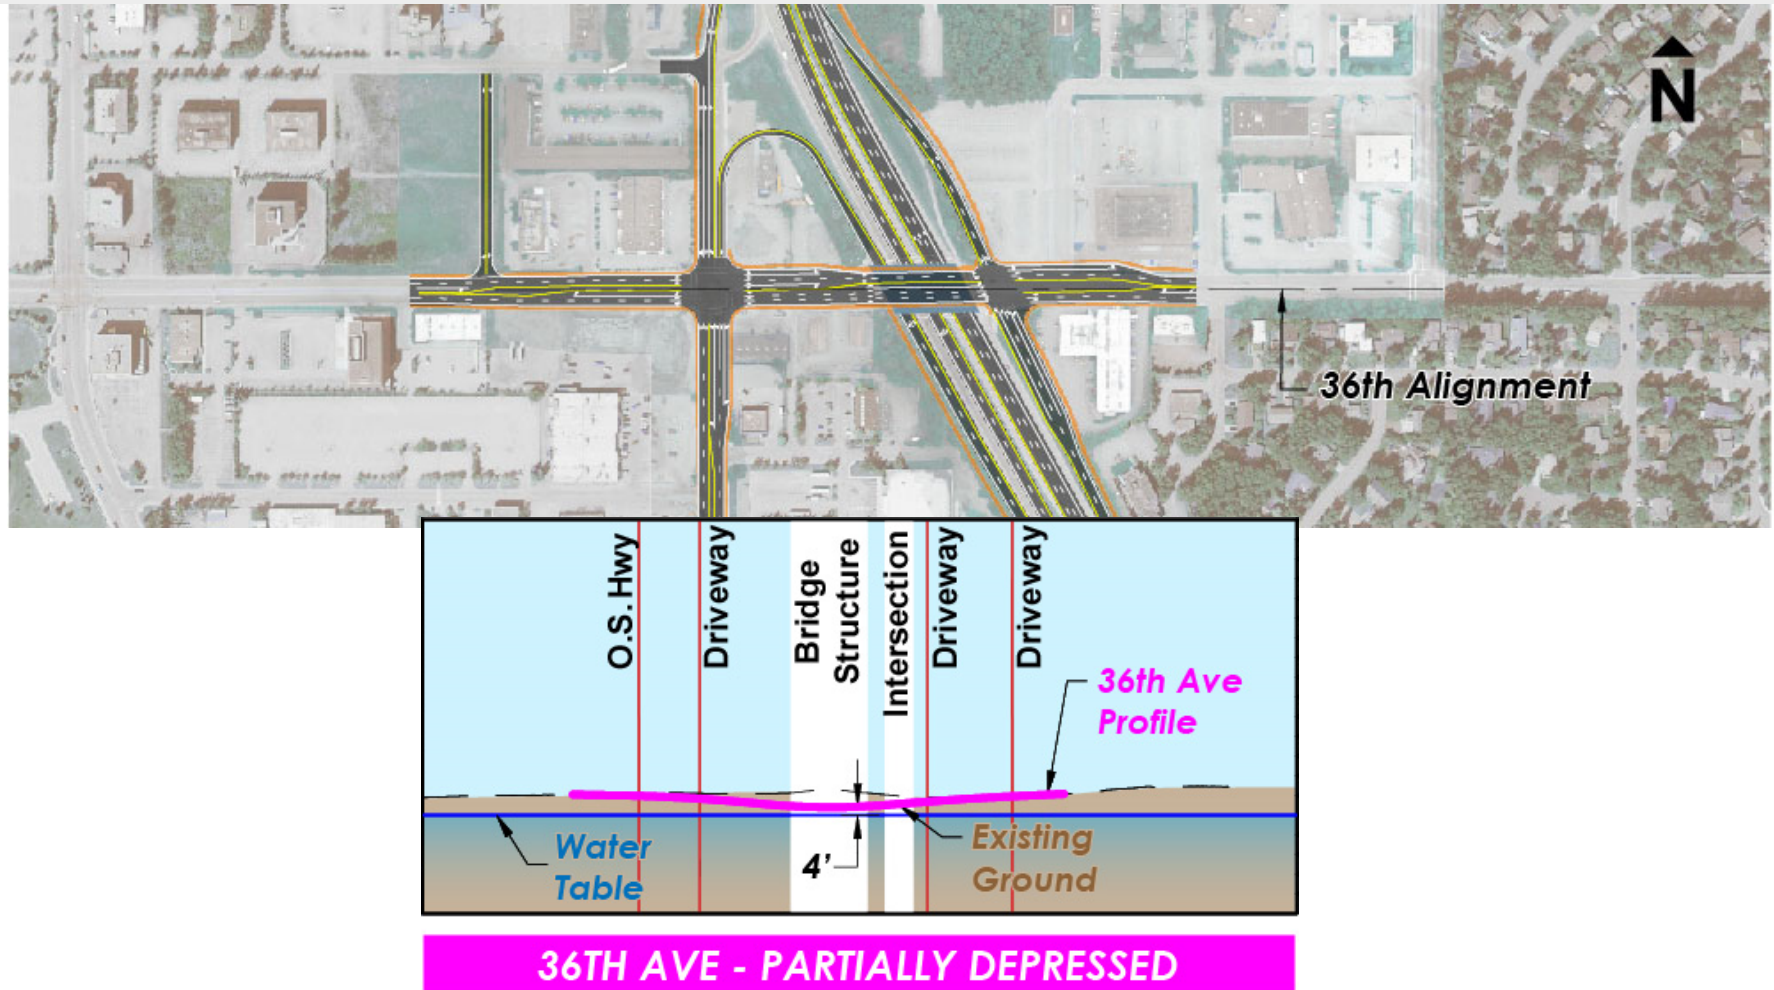 N
36th Alignment
O.S. Hwy
Driveway
Bridge
Structure
Intersection
Driveway
Driveway
36th Ave
Profile
Water
Table
4'
Existing
Ground
36TH AVE - PARTIALLY DEPRESSED